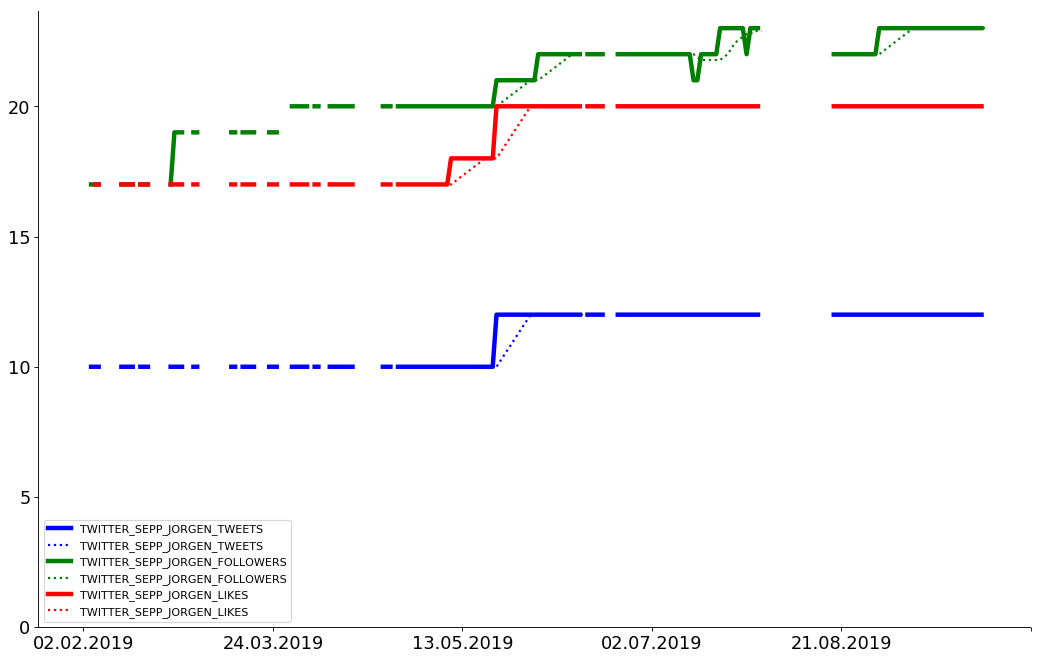 20
15
10
5
0
TWITTER_SEPP_JORGEN_TWEETS
TWITTER_SEPP_JORGEN_TWEETS
TWITTER_SEPP_JORGEN_FOLLOWERS
TWITTER_SEPP_JORGEN_FOLLOWERS
TWITTER_SEPP_JORGEN_LIKES
TWITTER_SEPP_JORGEN_LIKES
02.02.2019 24.03.2019 13.05.2019 02.07.2019 21.08.2019